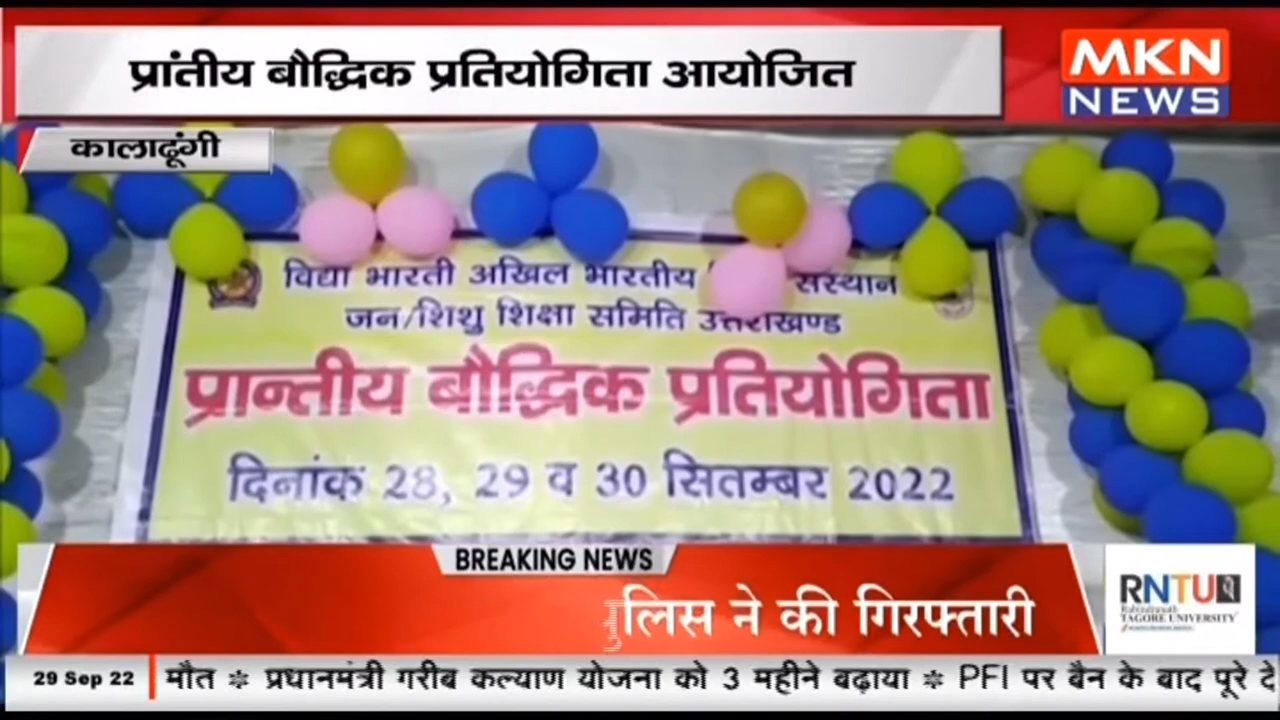 प्रांतीय बौद्धिक प्रतियोगिता आयोजित
MKN
NEWS
कालाढूंगी
विद्या भारती अखिल भारतीय संस्थान
जन/शिशु शिक्षा समिति उत्तराखण्ड
प्रान्तीय बौद्धिक प्रतियोगिता
दिनांक 28, 29 व 30 सितम्बर 2022
BREAKING NEWS
ुलिस ने की गिरफ्तारी
RNTU
Rabindranath
TAGORE UNIVERSITY
29 Sep 22 मौत * प्रधानमंत्री गरीब कल्याण योजना को 3 महीने बढ़ाया * PFI पर बैन के बाद पूरे दे